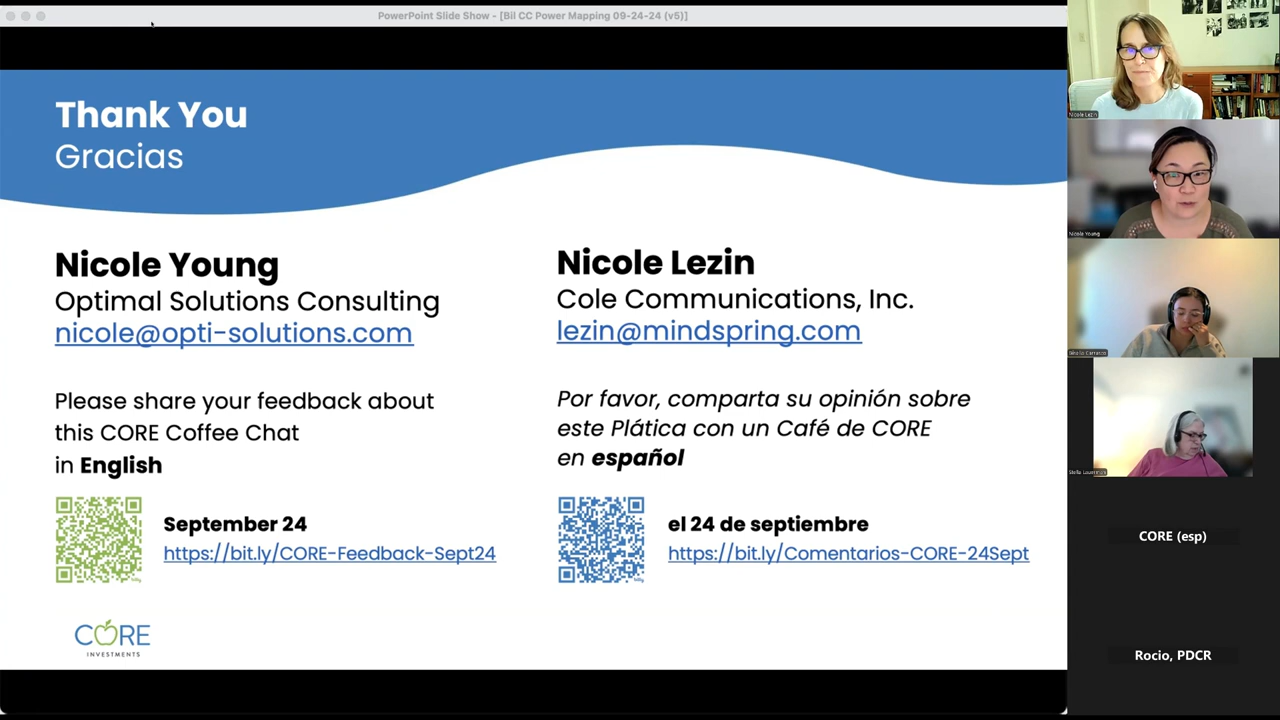 PowerPoint Slide Show - [Bil CC Power Mapping 09-24-24 (v5)]
Thank You
Gracias
Nicole Young
Optimal Solutions Consulting
nicole@opti-solutions.com
Please share your feedback about
this CORE Coffee Chat
in English
September 24
https://bit.ly/CORE-Feedback-Sept24
Nicole Lezin
Cole Communications, Inc.
lezin@mindspring.com
Por favor, comparta su opinión sobre
este Plática con un Café de CORE
en español
el 24 de septiembre
https://bit.ly/Comentarios-CORE-24Sept
CORE
INVESTMENTS
Nicole Lezin
Nicole Young
CORE (esp)
Rocio, PDCR